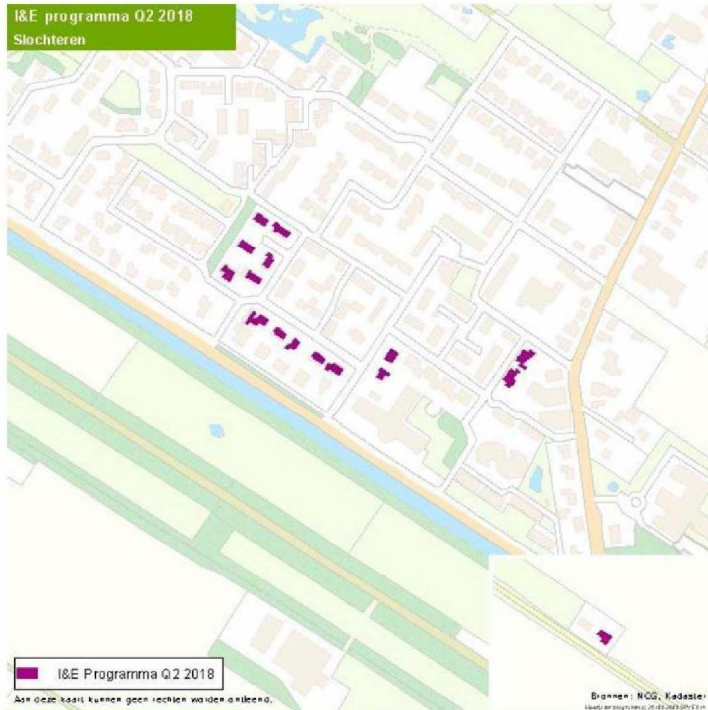 I&E programma Q2 2018
Slochteren
I&E Programma Q2 2018
Aan deze kaart kunnen geen rechten worden ontleend.
Bronnen: NCG, Kadaster